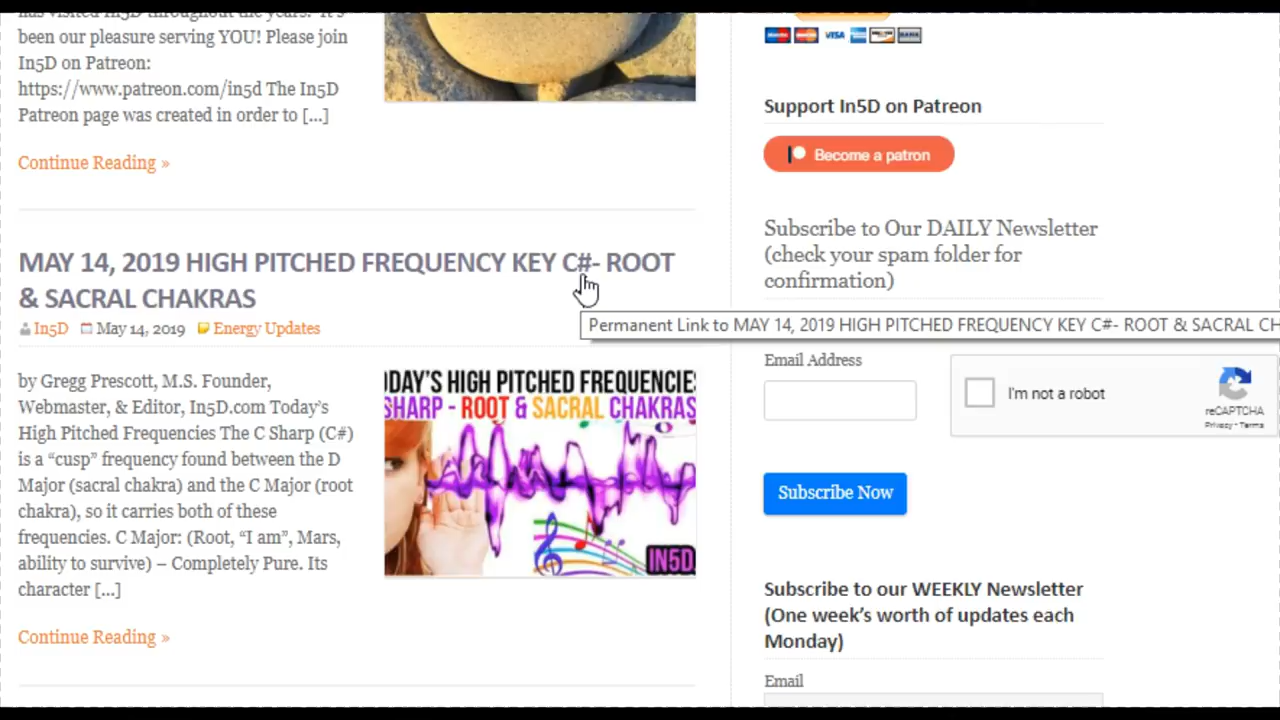 has visited In5D throughout the years. It's
been our pleasure serving YOU! Please join
In5D on Patreon:
https://www.patreon.com/in5d The In5D
Patreon page was created in order to [...]
Continue Reading »
MAY 14, 2019 HIGH PITCHED FREQUENCY KEY C#- ROOT
& SACRAL CHAKRAS
In5D May 14, 2019 Energy Updates
by Gregg Prescott, M.S. Founder,
Webmaster, & Editor, In5D.com Today's
High Pitched Frequencies The C Sharp (C#)
is a “cusp” frequency found between the D
Major (sacral chakra) and the C Major (root
chakra), so it carries both of these
frequencies. C Major: (Root, “I am”, Mars,
ability to survive) – Completely Pure. Its
character [...]
Continue Reading »
ODAY'S HIGH PITCHED FREQUENCIES
SHARP - ROOT & SACRAL CHAKRAS
IN5D
VISA
Support In5D on Patreon
Become a patron
Subscribe to Our DAILY Newsletter
(check your spam folder for
confirmation)
Permanent Link to MAY 14, 2019 HIGH PITCHED FREQUENCY KEY C#- ROOT & SACRAL CH
Email Address
I'm not a robot
reCAPTCHA
Privacy - Terms
Subscribe Now
Subscribe to our WEEKLY Newsletter
(One week's worth of updates each
Monday)
Email